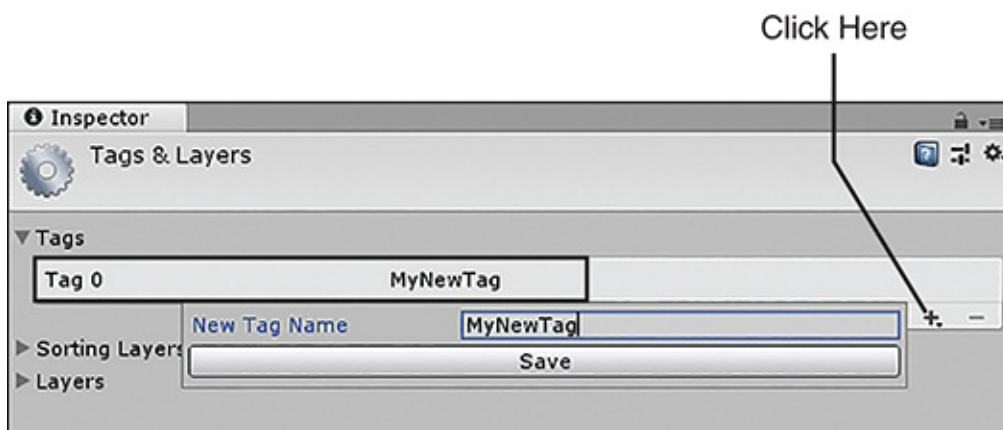 Click Here
Inspector
Tags & Layers
Tags
Tag 0 MyNewTag
New Tag Name MyNewTag
Save
Sorting Layers
Layers